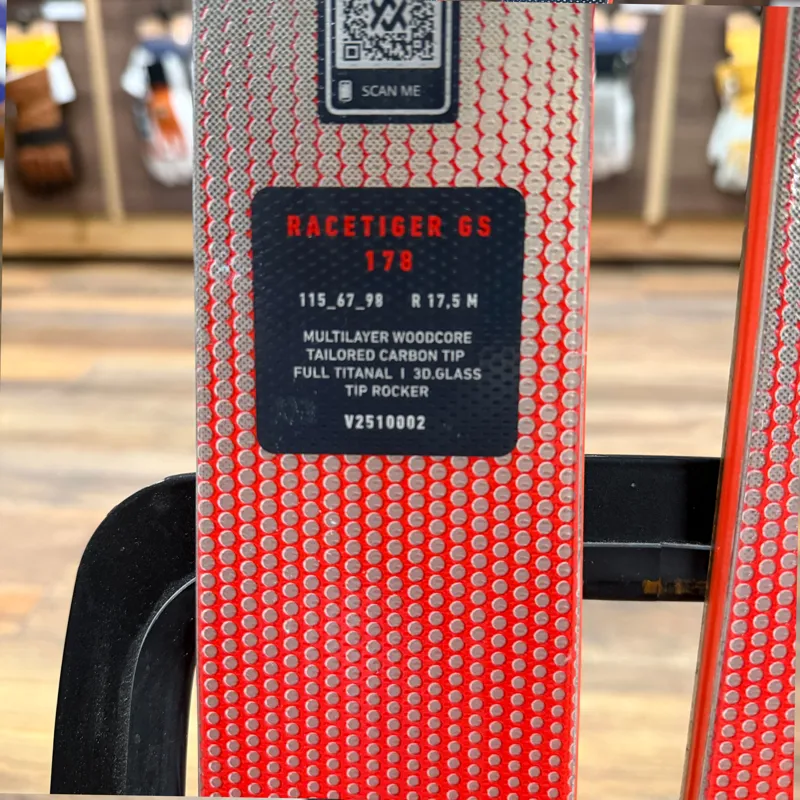 SCAN ME
RACETIGER GS
178
115_67_98 R 17,5 M
MULTILAYER WOODCORE
TAILORED CARBON TIP
FULL TITANAL I 3D.GLASS
TIP ROCKER
V2510002